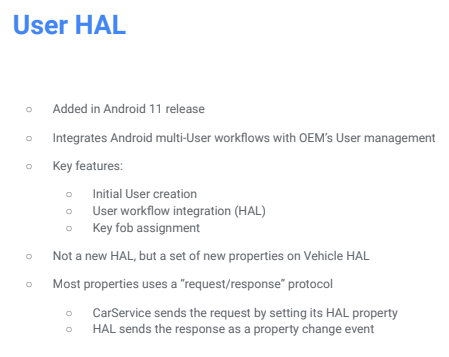 User HAL
○ Added in Android 11 release
○ Integrates Android multi-User workflows with OEM's User management
○ Key features:
○ Initial User creation
○ User workflow integration (HAL)
○ Key fob assignment
○ Not a new HAL, but a set of new properties on Vehicle HAL
○ Most properties uses a “request/response” protocol
○ CarService sends the request by setting its HAL property
○ HAL sends the response as a property change event